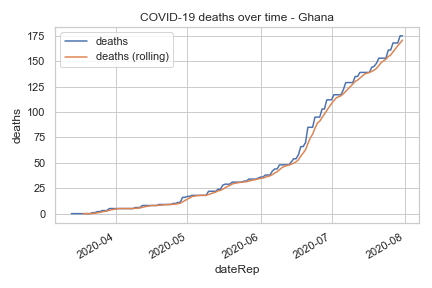 COVID-19 deaths over time - Ghana
deaths
deaths (rolling)
175
150
125
100
75
50
25
0
deaths
2020-04
2020-05
2020-06
2020-07
2020-08
dateRep